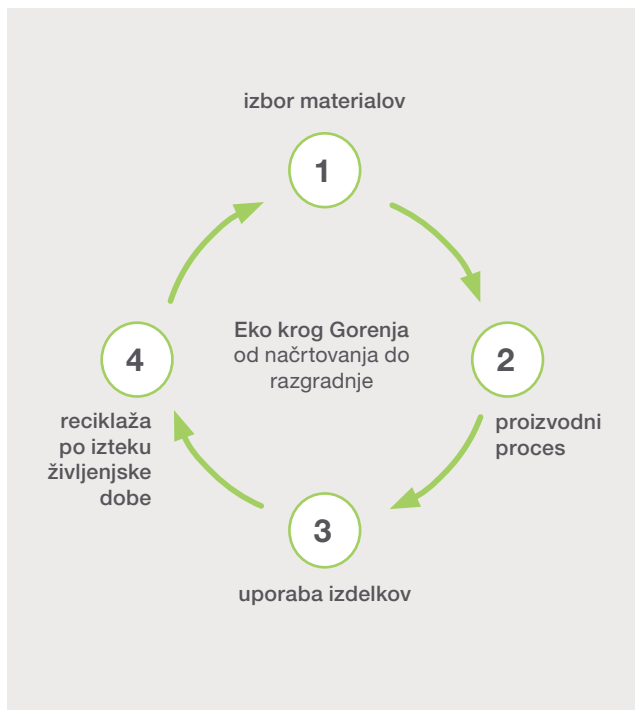 izbor materialov
1
Eko krog Gorenja
od načrtovanja do
razgradnje
2
proizvodni
proces
3
uporaba izdelkov
4
reciklaža
po izteku
življenjske
dobe